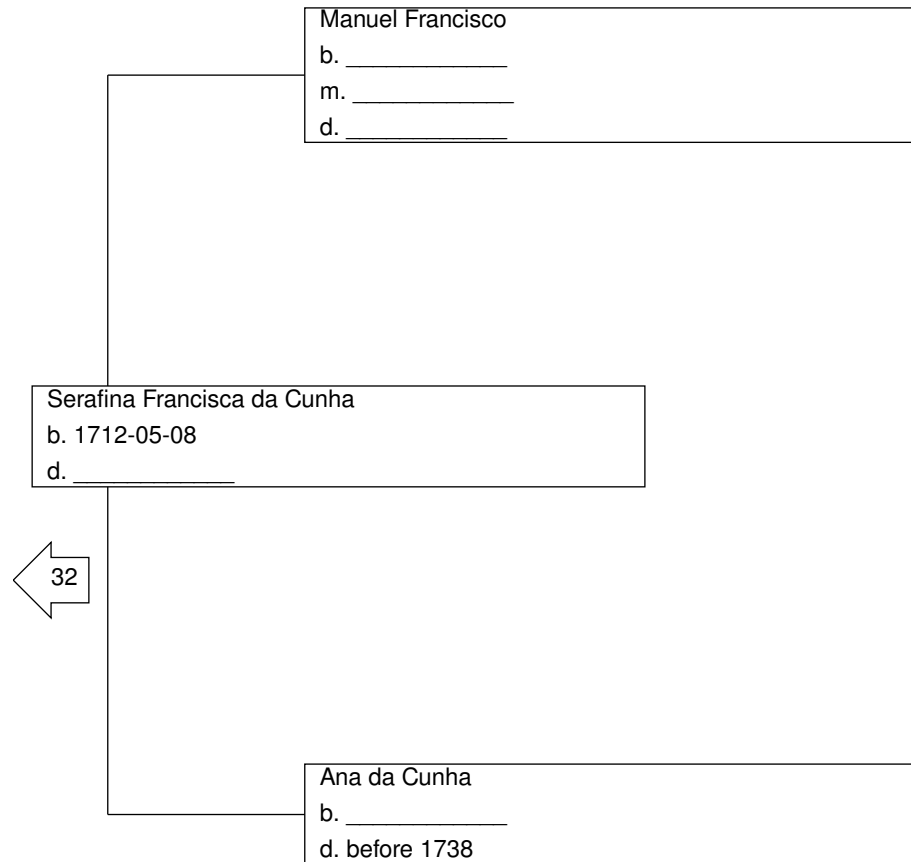 Manuel Francisco
b. ____________
m. ____________
d. ____________
Serafina Francisca da Cunha
b. 1712-05-08
d. ____________
32
Ana da Cunha
b. ____________
d. before 1738